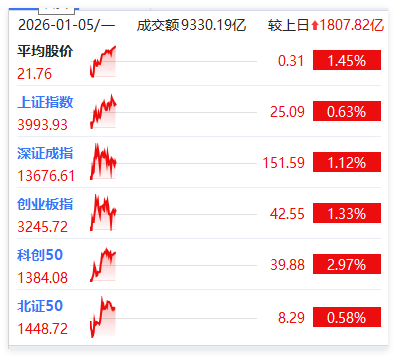 2026-01-05/一 成交额9330.19亿 较上日⬆1807.82亿
平均股价
21.76 0.31 1.45%
上证指数
3993.93 25.09 0.63%
深证成指
13676.61 151.59 1.12%
创业板指
3245.72 42.55 1.33%
科创50
1384.08 39.88 2.97%
北证50
1448.72 8.29 0.58%